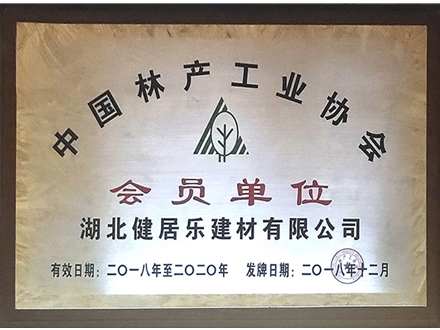 中国林产工业协会
会员单位
湖北健居乐建材有限公司
有效日期：二〇一八年至二〇二〇年 发牌日期：二〇一八年十二月